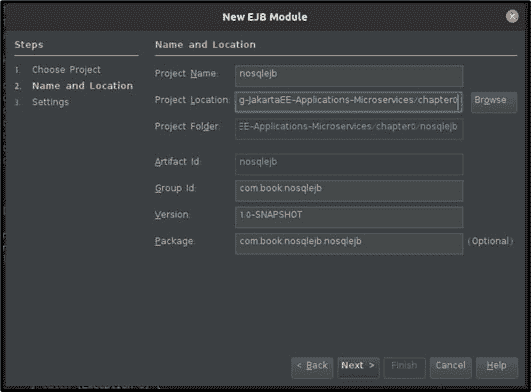 New EJB Module
Steps
1. Choose Project
2. Name and Location
3. Settings
Name and Location
Project Name: nosqlejb
Project Location: g-JakartaEE-Applications-Microservices/chapter0 Browse...
Project Folder: EE-Applications-Microservices/chapter0/nosqlejb
Artifact Id: nosqlejb
Group Id: com.book.nosqlejb
Version: 1.0-SNAPSHOT
Package: com.book.nosqlejb.nosqlejb (Optional)
< Back Next > Finish Cancel Help